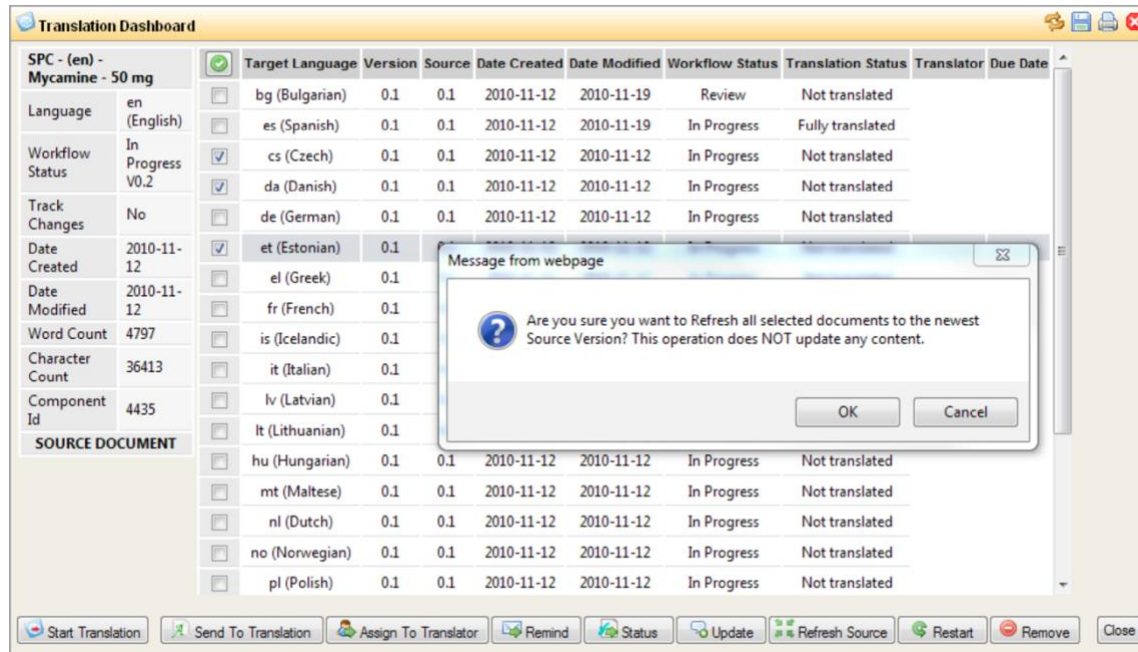 Translation Dashboard
SPC - (en) -
Mycamine - 50 mg
Language en
(English)
Workflow
Status In
Progress
V0.2
Track
Changes No
Date
Created 2010-11-
12
Date
Modified 2010-11-
12
Word Count 4797
Character
Count 36413
Component
Id 4435
SOURCE DOCUMENT
Target Language Version Source Date Created Date Modified Workflow Status Translation Status Translator Due Date
bg (Bulgarian) 0.1 0.1 2010-11-12 2010-11-19 Review Not translated
es (Spanish) 0.1 0.1 2010-11-12 2010-11-19 In Progress Fully translated
cs (Czech) 0.1 0.1 2010-11-12 2010-11-12 In Progress Not translated
da (Danish) 0.1 0.1 2010-11-12 2010-11-12 In Progress Not translated
de (German) 0.1 0.1 2010-11-12 2010-11-12 In Progress Not translated
et (Estonian) 0.1
el (Greek) 0.1
fr (French) 0.1
is (Icelandic) 0.1
it (Italian) 0.1
lv (Latvian) 0.1
lt (Lithuanian) 0.1
hu (Hungarian) 0.1 0.1 2010-11-12 2010-11-12 In Progress Not translated
mt (Maltese) 0.1 0.1 2010-11-12 2010-11-12 In Progress Not translated
nl (Dutch) 0.1 0.1 2010-11-12 2010-11-12 In Progress Not translated
no (Norwegian) 0.1 0.1 2010-11-12 2010-11-12 In Progress Not translated
pl (Polish) 0.1 0.1 2010-11-12 2010-11-12 In Progress Not translated
Message from webpage
Are you sure you want to Refresh all selected documents to the newest
Source Version? This operation does NOT update any content.
OK Cancel
Start Translation Send To Translation Assign To Translator Remind Status Update Refresh Source Restart Remove Close